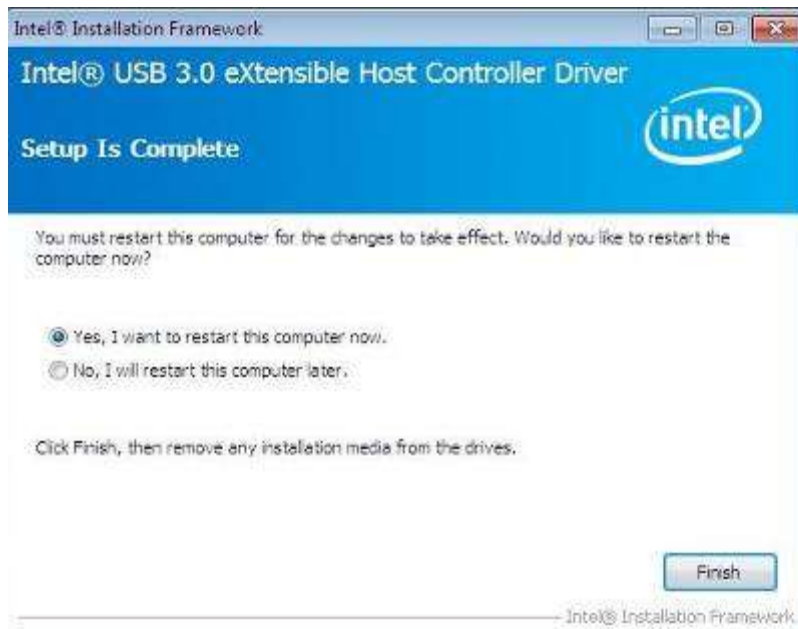 Intel® Installation Framework
Intel® USB 3.0 eXtensible Host Controller Driver
intel
Setup Is Complete
You must restart this computer for the changes to take effect. Would you like to restart the
computer now?
Yes, I want to restart this computer now.
No, I will restart this computer later.
Click Finish, then remove any installation media from the drives.
Finish
Intel® Installation Framework